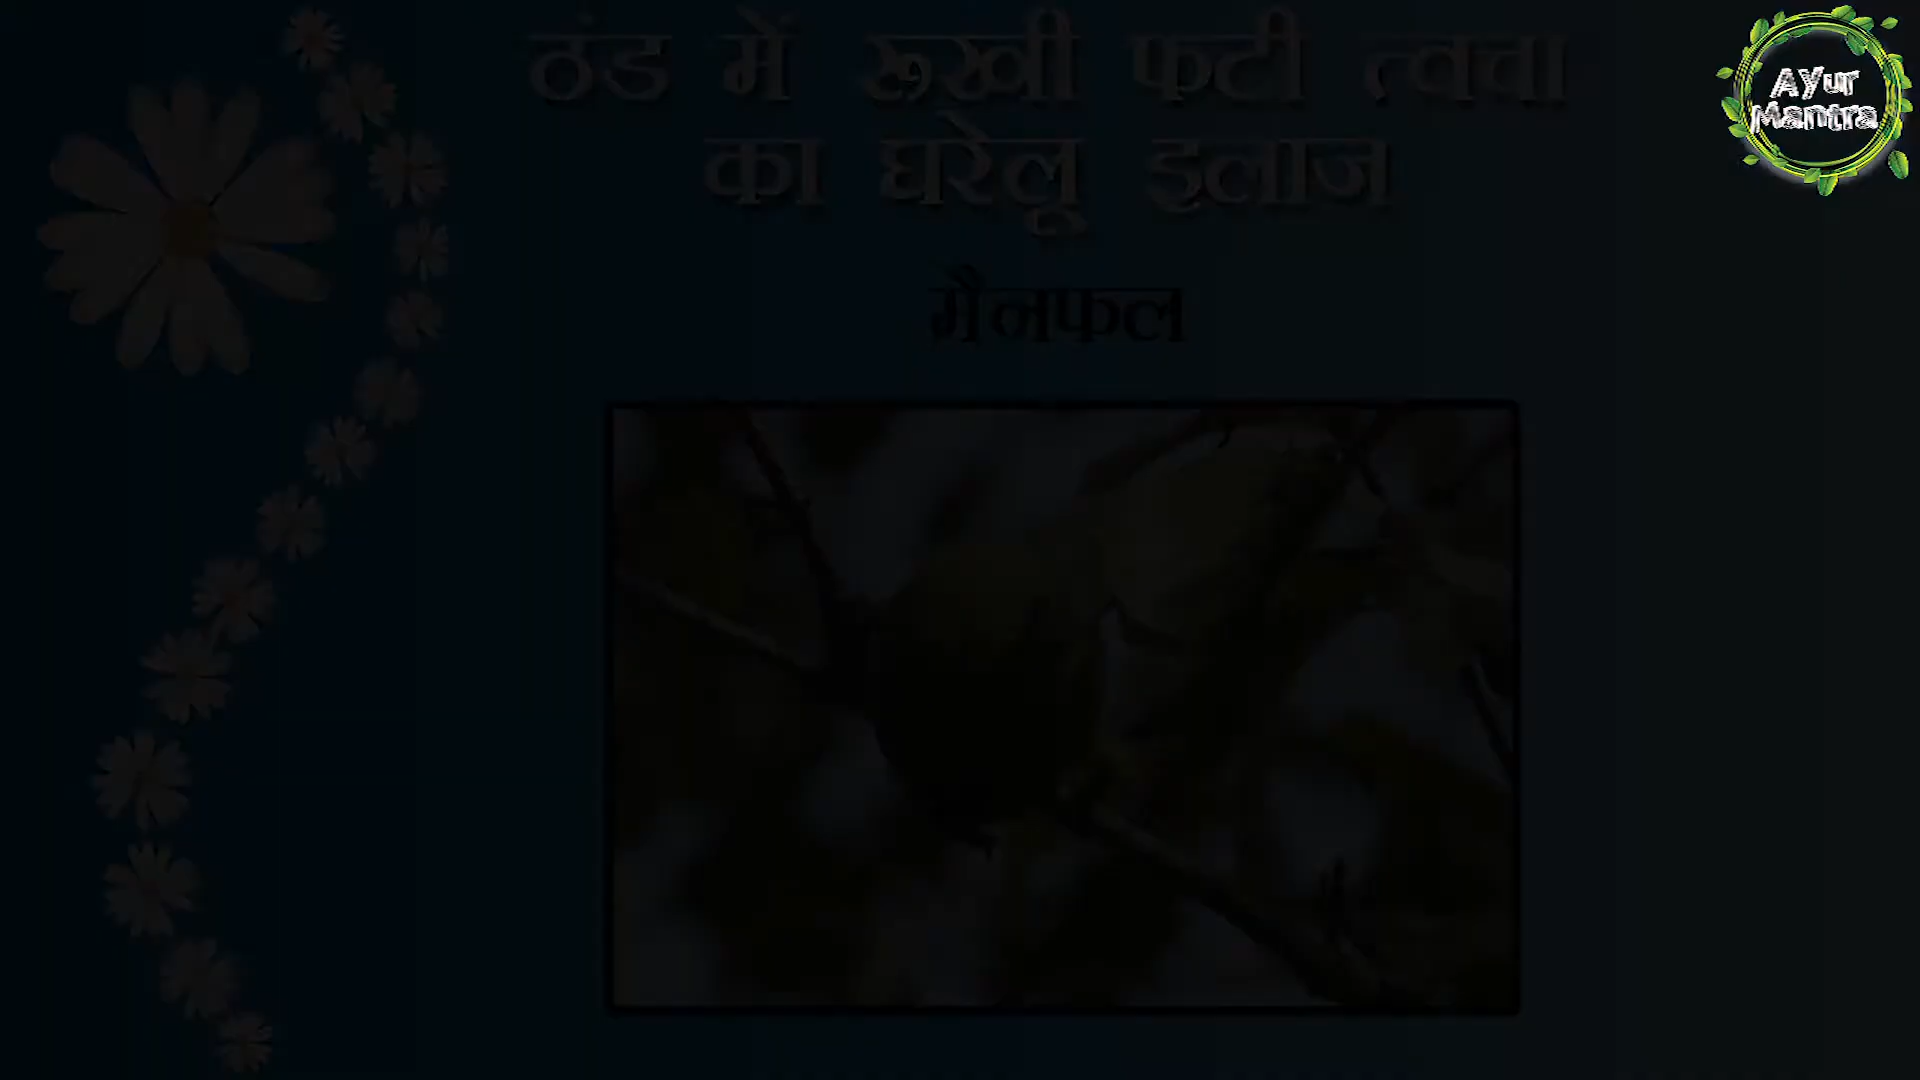 ठंड में रूखी फटी त्वचा
का घरेलू इलाज
मैनफल
AYur
Mantra